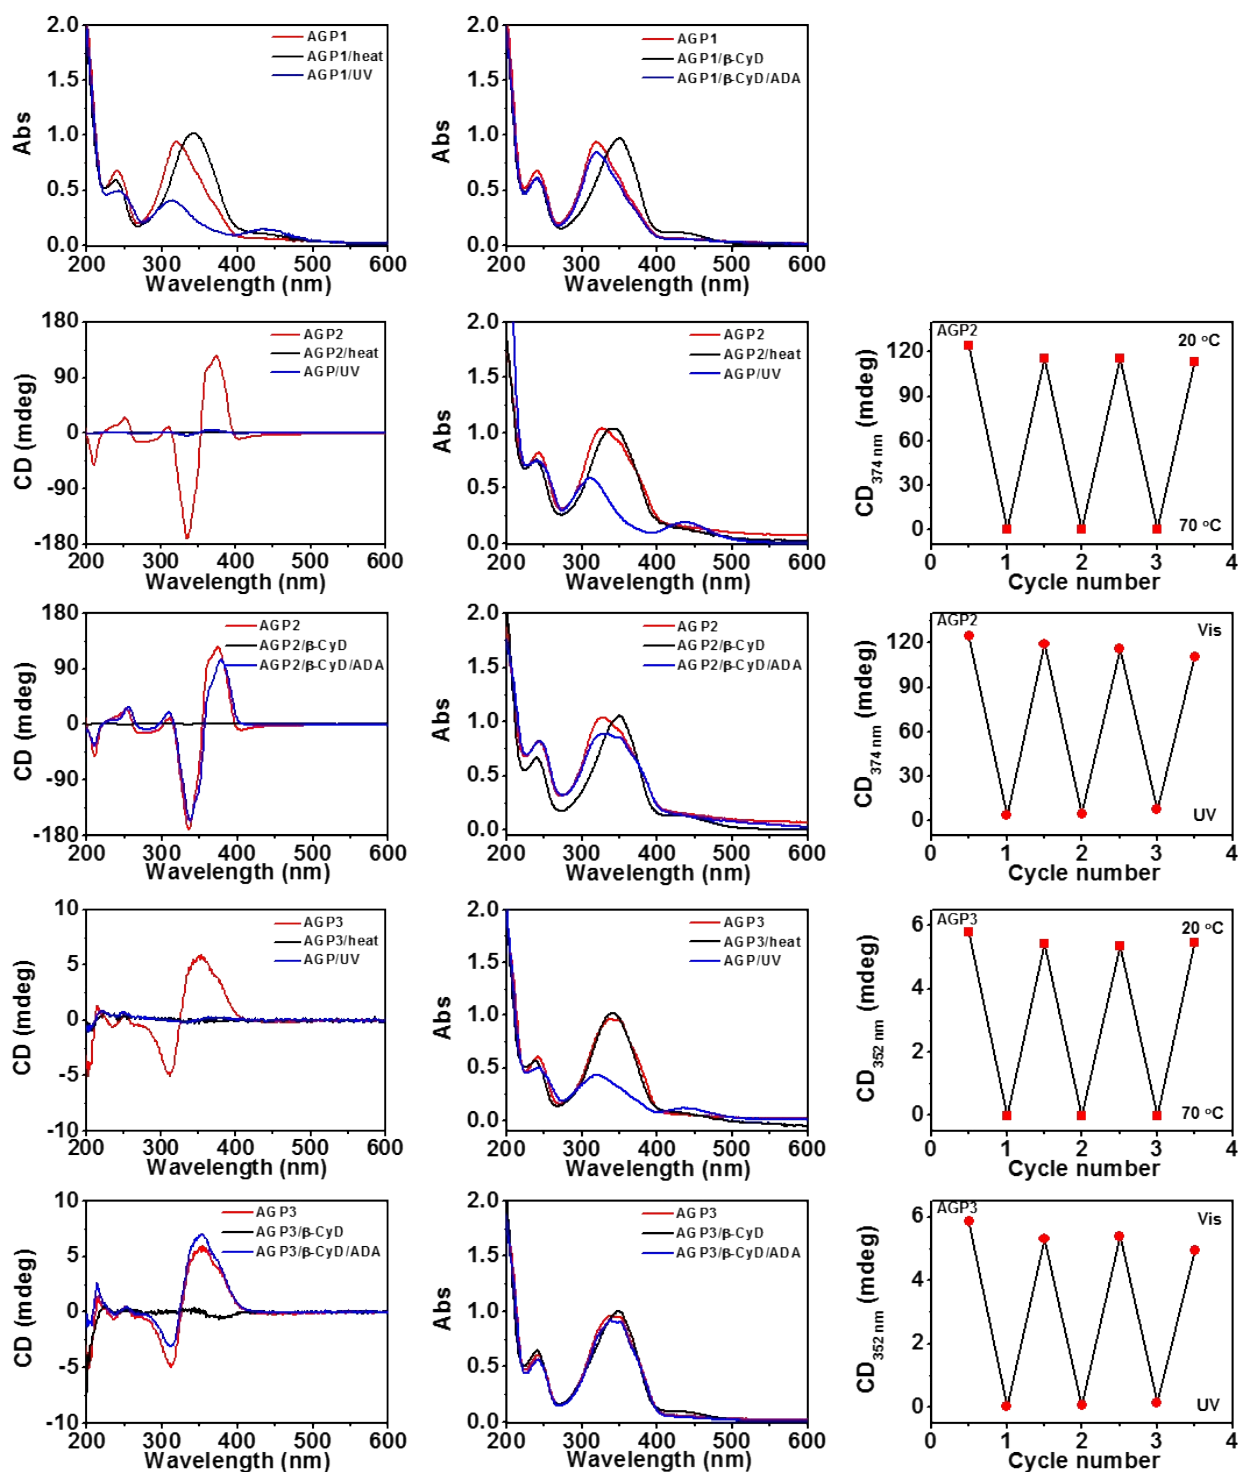 2.0
1.5
1.0
0.5
0.0
Abs
AGP1
AGP1/heat
AGP1/UV
200 300 400 500 600
Wavelength (nm)
2.0
1.5
1.0
0.5
0.0
Abs
AGP1
AGP1/β-CyD
AGP1/β-CyD/ADA
200 300 400 500 600
Wavelength (nm)
180
90
0
-90
-180
CD (mdeg)
AGP2
AGP2/heat
AGP/UV
200 300 400 500 600
Wavelength (nm)
2.0
1.5
1.0
0.5
0.0
Abs
AGP2
AGP2/heat
AGP/UV
200 300 400 500 600
Wavelength (nm)
120
90
60
30
0
CD374 nm (mdeg)
AGP2
20 °C
70 °C
0 1 2 3 4
Cycle number
180
90
0
-90
-180
CD (mdeg)
AGP2
AGP2/β-CyD
AGP2/β-CyD/ADA
200 300 400 500 600
Wavelength (nm)
2.0
1.5
1.0
0.5
0.0
Abs
AGP2
AGP2/β-CyD
AGP2/β-CyD/ADA
200 300 400 500 600
Wavelength (nm)
120
90
60
30
0
CD374 nm (mdeg)
AGP2
Vis
UV
0 1 2 3 4
Cycle number
10
5
0
-5
-10
CD (mdeg)
AGP3
AGP3/heat
AGP/UV
200 300 400 500 600
Wavelength (nm)
2.0
1.5
1.0
0.5
0.0
Abs
AGP3
AGP3/heat
AGP/UV
200 300 400 500 600
Wavelength (nm)
6
4
2
0
CD352 nm (mdeg)
AGP3
20 °C
70 °C
0 1 2 3 4
Cycle number
10
5
0
-5
-10
CD (mdeg)
AGP3
AGP3/β-CyD
AGP3/β-CyD/ADA
200 300 400 500 600
Wavelength (nm)
2.0
1.5
1.0
0.5
0.0
Abs
AGP3
AGP3/β-CyD
AGP3/β-CyD/ADA
200 300 400 500 600
Wavelength (nm)
6
4
2
0
CD352 nm (mdeg)
AGP3
Vis
UV
0 1 2 3 4
Cycle number